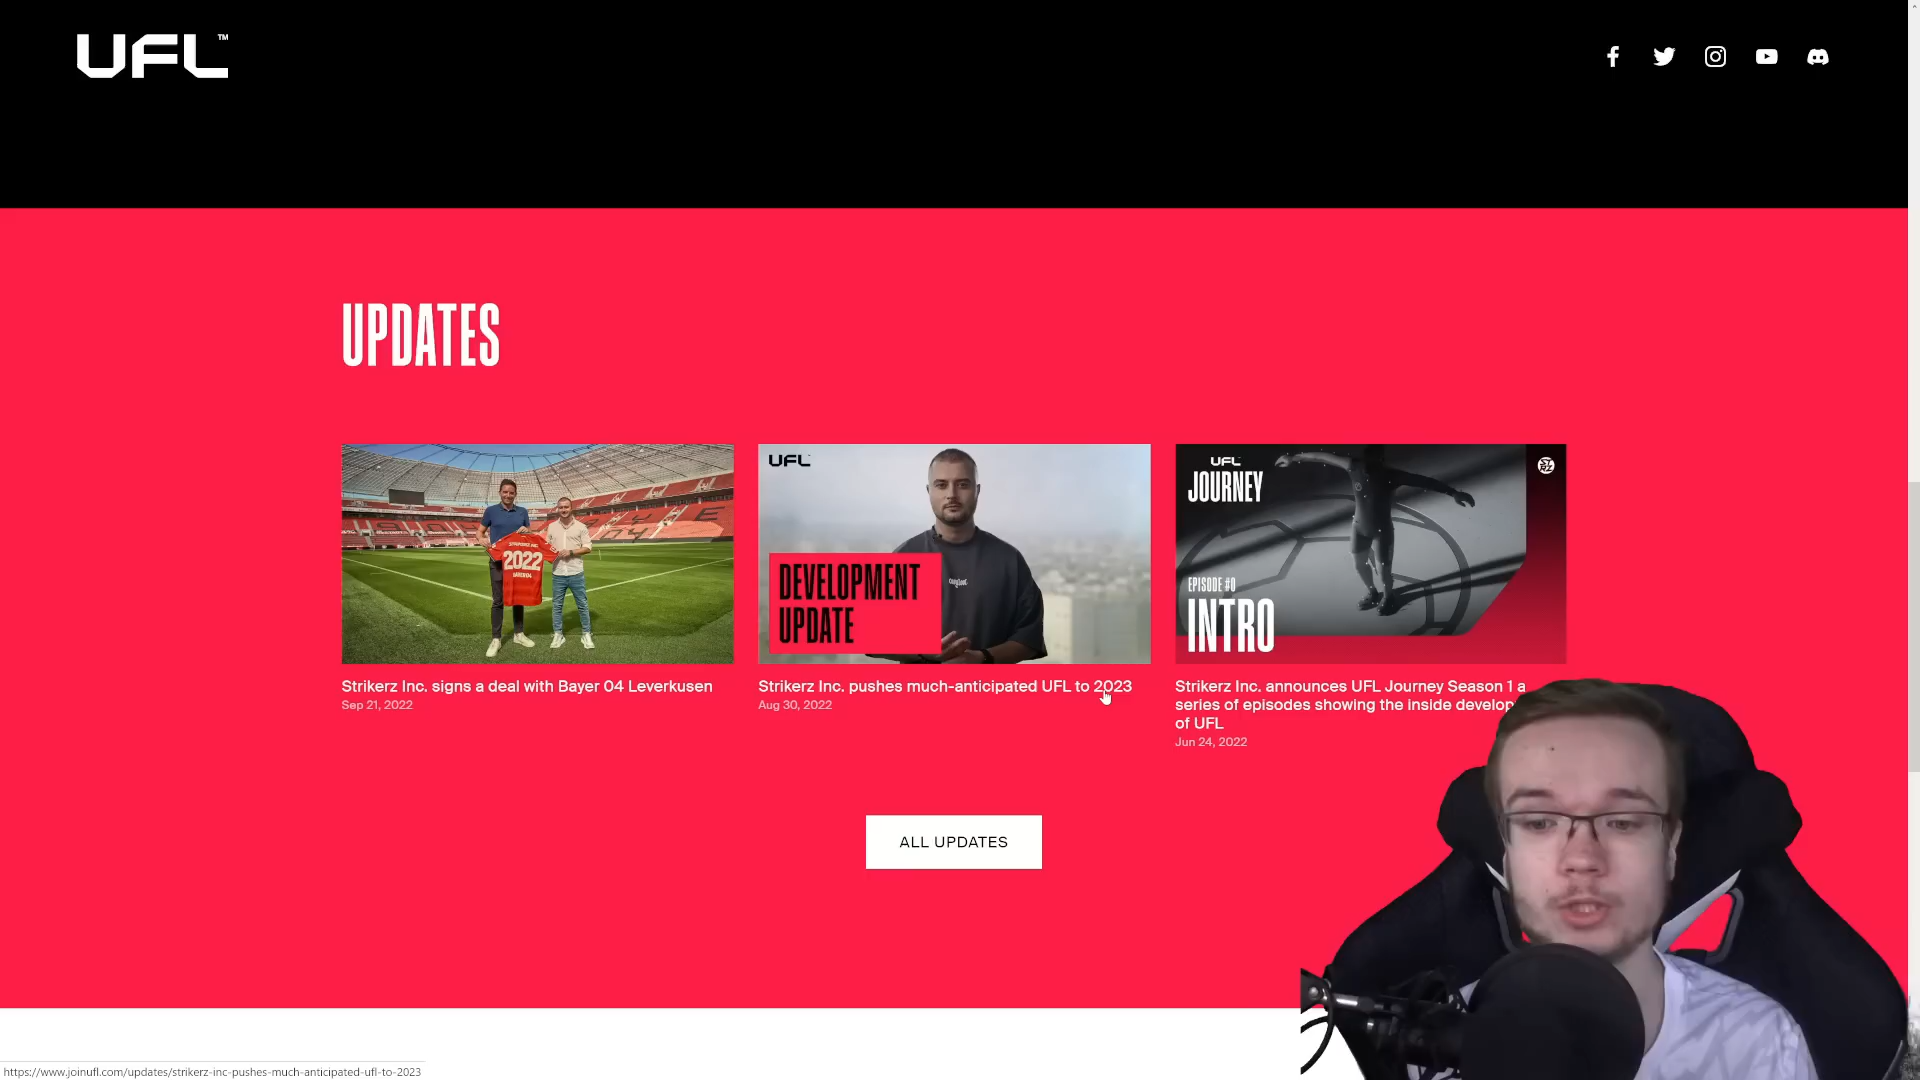 UFL™
UPDATES
2022
UFL
DEVELOPMENT
UPDATE
UFL
JOURNEY
EPISODE #0
INTRO
Strikerz Inc. signs a deal with Bayer 04 Leverkusen
Sep 21, 2022
Strikerz Inc. pushes much-anticipated UFL to 2023
Aug 30, 2022
Strikerz Inc. announces UFL Journey Season 1 a
series of episodes showing the inside develop
of UFL
Jun 24, 2022
ALL UPDATES
https://www.joinufl.com/updates/strikerz-inc-pushes-much-anticipated-ufl-to-2023